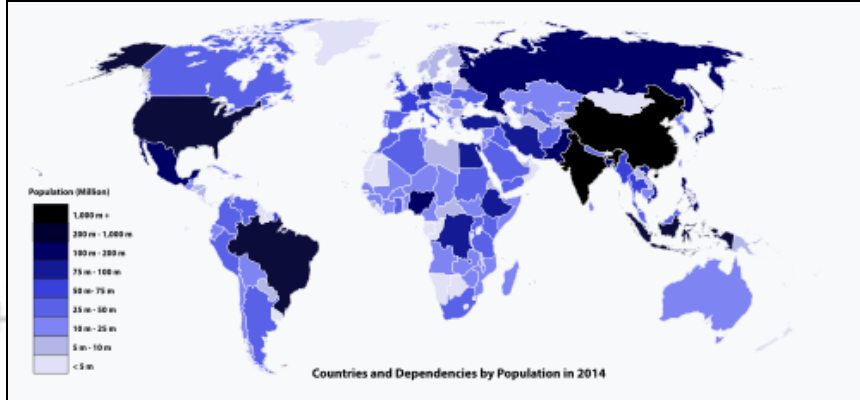 Population (Million)
1,000 m +
200 m - 1,000 m
100 m - 200 m
75 m - 100 m
50 m- 75 m
25 m - 50 m
10 m - 25 m
5 m - 10 m
< 5 m
Countries and Dependencies by Population in 2014